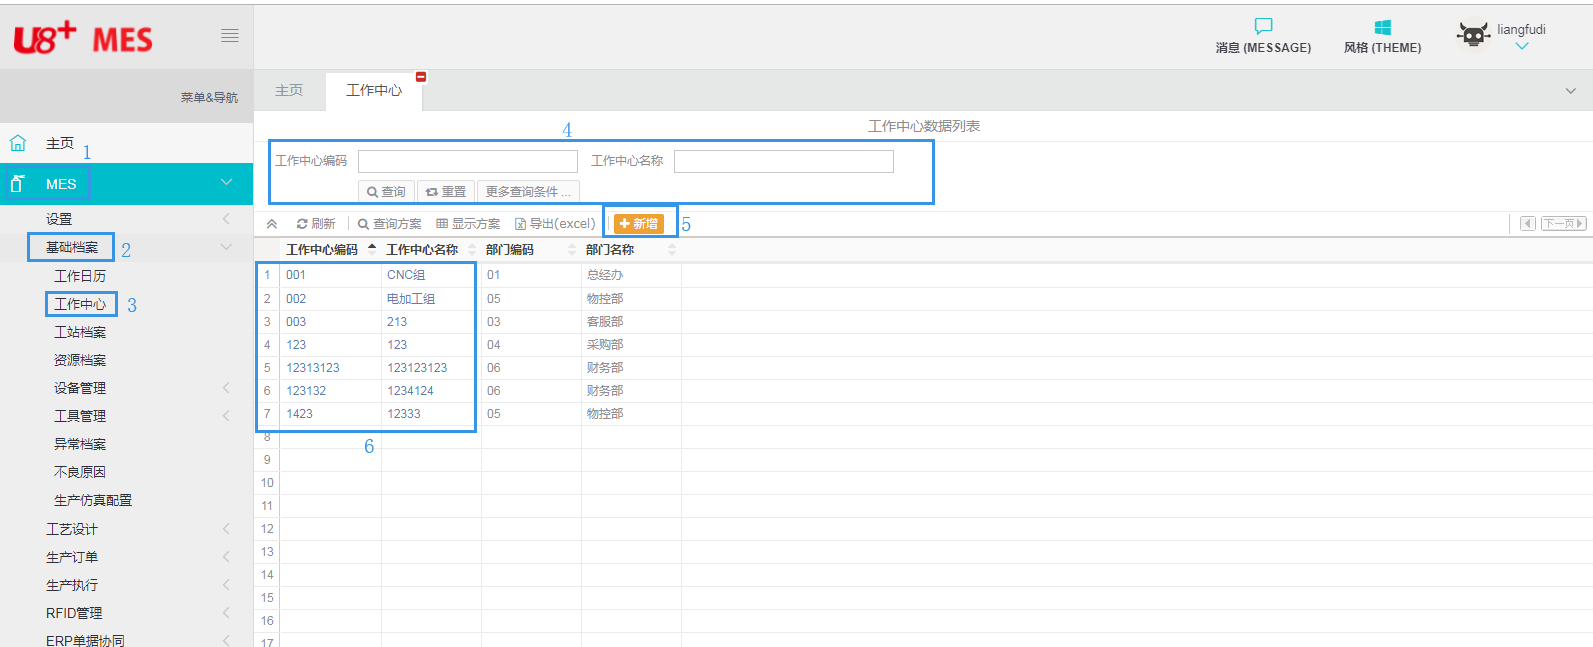 U8+ MES
消息 (MESSAGE)
风格 (THEME)
liangfudi
菜单&导航
主页
工作中心
主页
1
MES
设置
基础档案
2
工作日历
工作中心
3
工站档案
资源档案
设备管理
工具管理
异常档案
不良原因
生产仿真配置
工艺设计
生产订单
生产执行
RFID管理
ERP单据协同
工作中心数据列表
4
工作中心编码 工作中心名称
查询 重置 更多查询条件 ...
刷新 查询方案 显示方案 导出(excel) 新增 5 下一页
工作中心编码 工作中心名称 部门编码 部门名称
1 001 CNC组 01 总经办
2 002 电加工组 05 物控部
3 003 213 03 客服部
4 123 123 04 采购部
5 12313123 123123123 06 财务部
6 123132 1234124 06 财务部
7 1423 12333 05 物控部
8
6
9
10
11
12
13
14
15
16
17